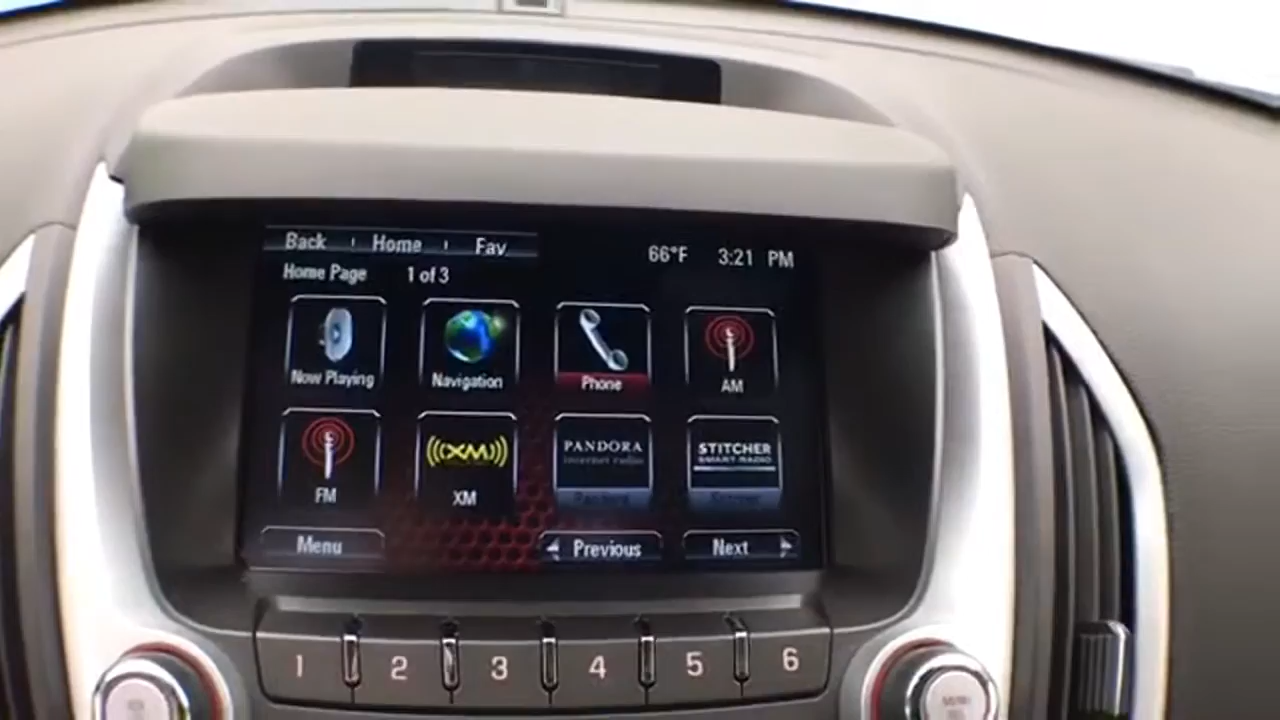 Back Home Fav
66°F 3:21 PM
Home Page 1 of 3
Now Playing Navigation Phone AM
PANDORA
internet radio
STITCHER
SMART RADIO
FM
((XM))
XM
Menu Previous Next
1 2 3 4 5 6